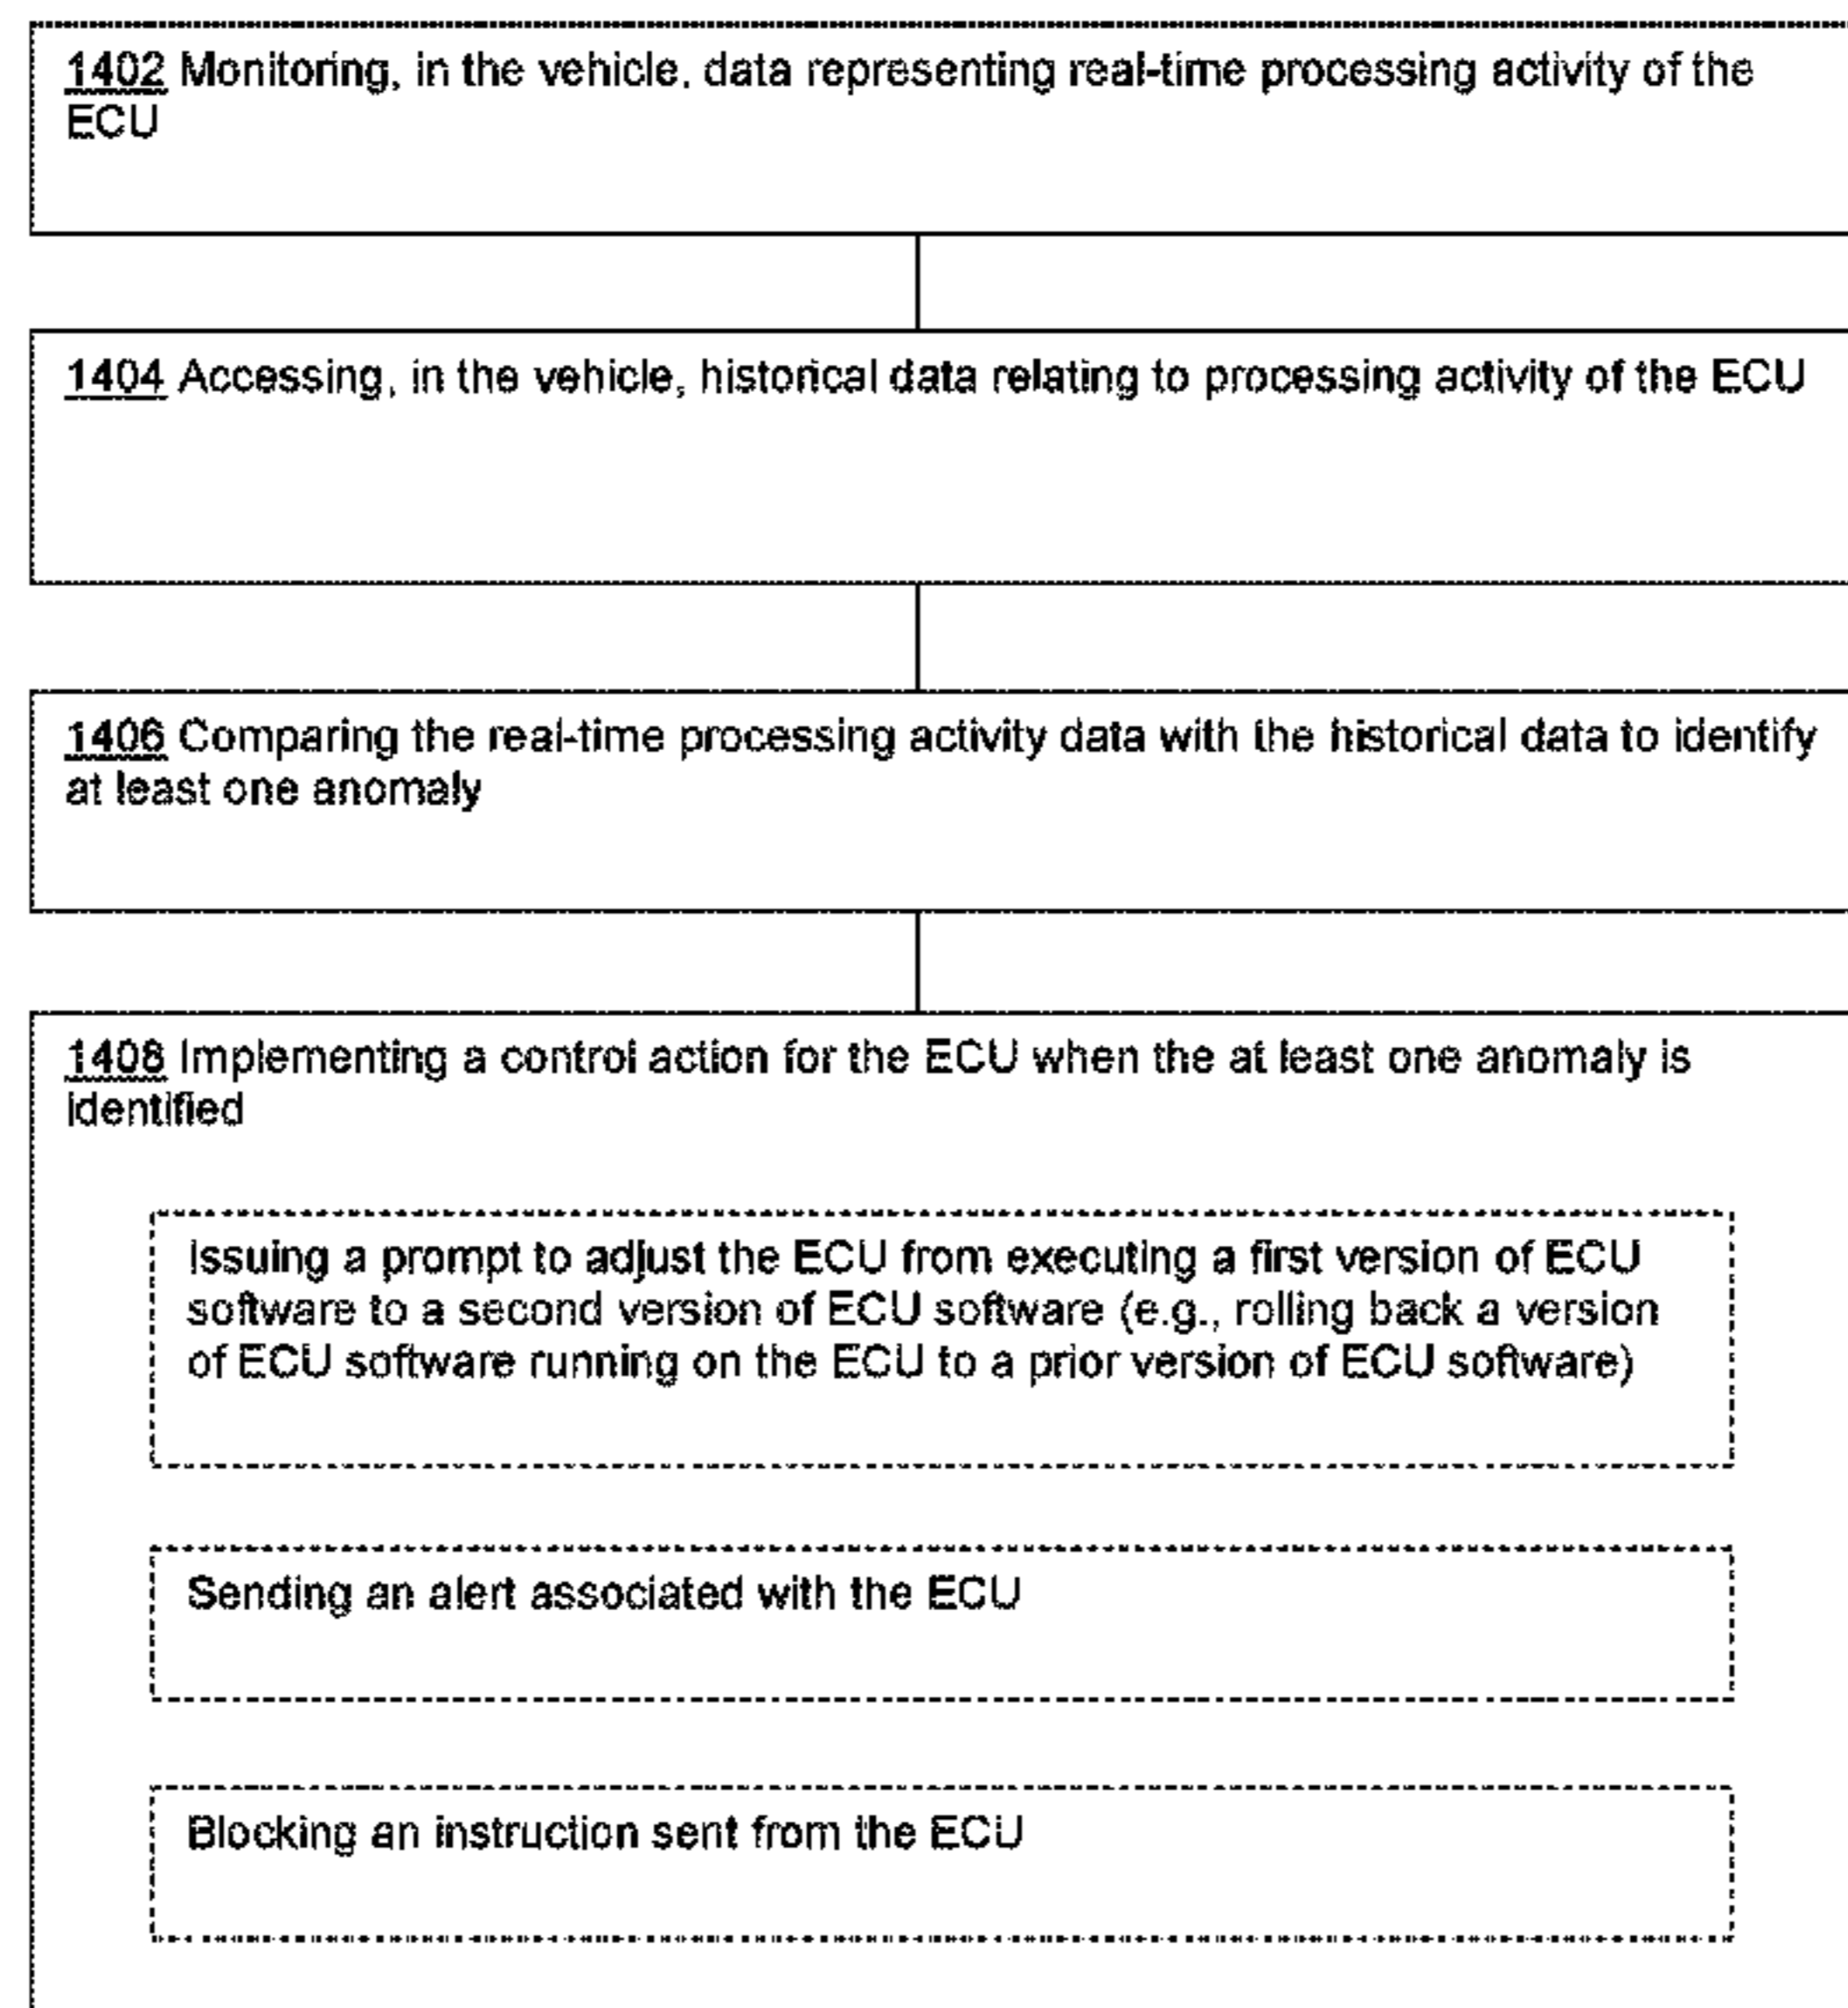 1402 Monitoring, in the vehicle, data representing real-time processing activity of the
ECU
1404 Accessing, in the vehicle, historical data relating to processing activity of the ECU
1406 Comparing the real-time processing activity data with the historical data to identify
at least one anomaly
1408 Implementing a control action for the ECU when the at least one anomaly is
identified
Issuing a prompt to adjust the ECU from executing a first version of ECU
software to a second version of ECU software (e.g., rolling back a version
of ECU software running on the ECU to a prior version of ECU software)
Sending an alert associated with the ECU
Blocking an instruction sent from the ECU